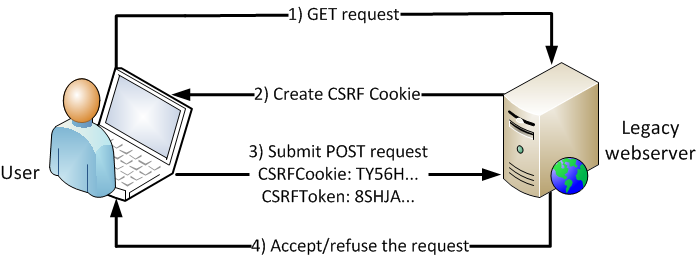 1) GET request
2) Create CSRF Cookie
3) Submit POST request
CSRFCookie: TY56H...
CSRFToken: 8SHJA...
4) Accept/refuse the request
User
Legacy
webserver